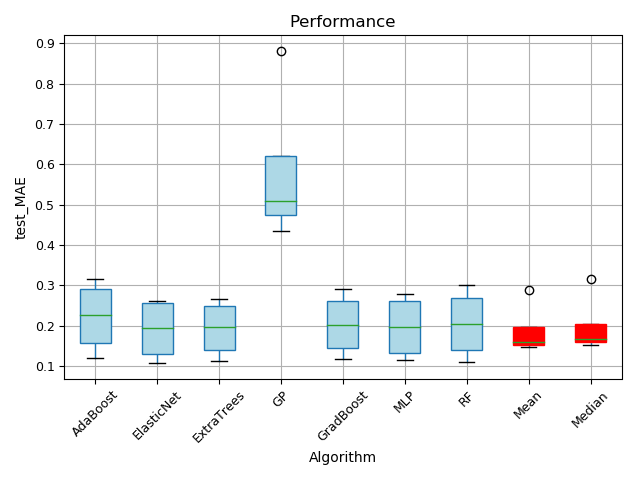 Performance
test_MAE
0.9
0.8
0.7
0.6
0.5
0.4
0.3
0.2
0.1
AdaBoost
ElasticNet
ExtraTrees
GP
GradBoost
MLP
RF
Mean
Median
Algorithm